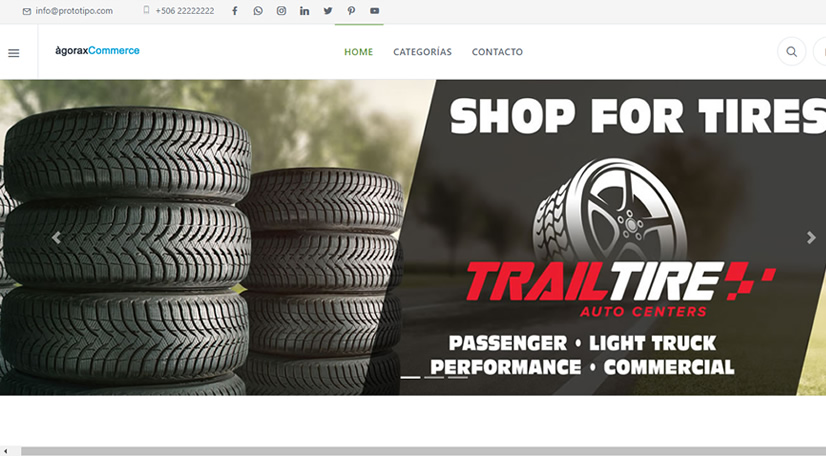 info@prototipo.com
+506 22222222
àgoraxCommerce
HOME
CATEGORÍAS
CONTACTO
SHOP FOR TIRES
TRAILTIRE
AUTO CENTERS
PASSENGER • LIGHT TRUCK
PERFORMANCE • COMMERCIAL